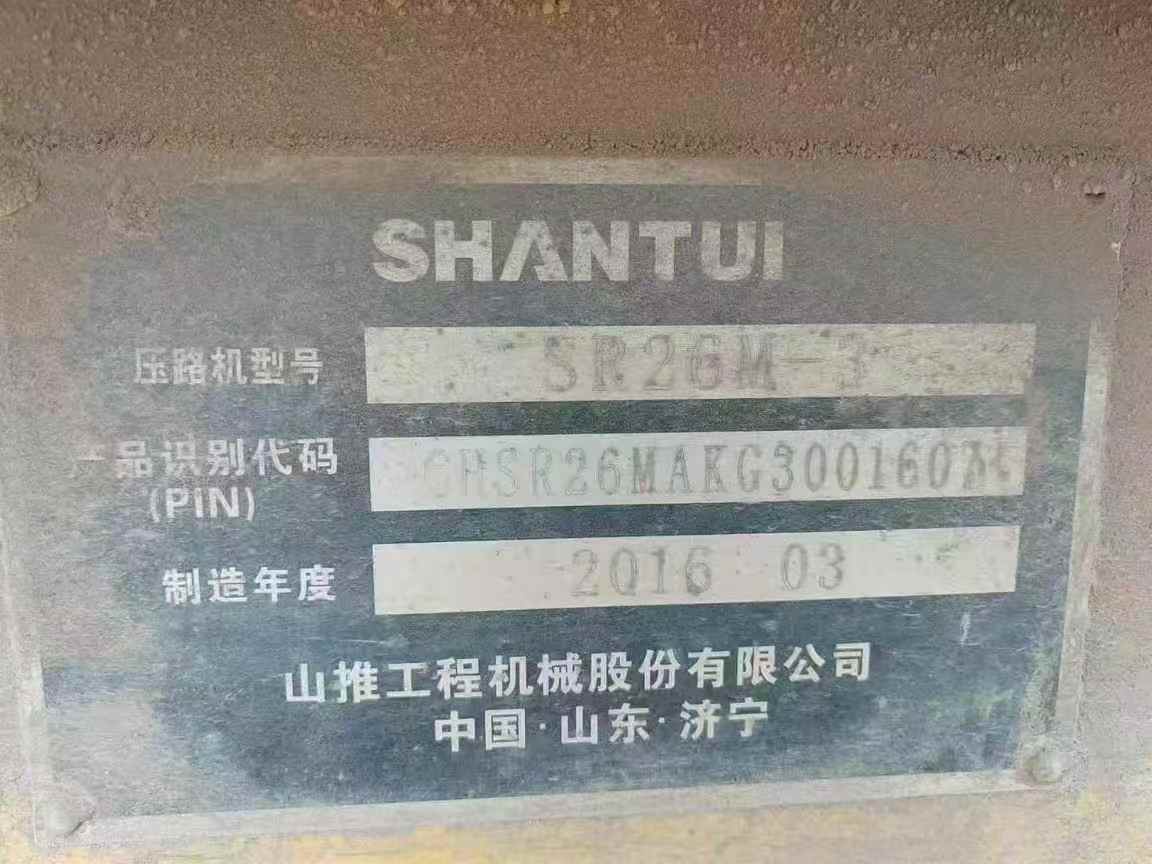 SHANTUI
压路机型号 SR26M-3
产品识别代码 CHSR26MAKG300160
(PIN)
制造年度 2016 03
山推工程机械股份有限公司
中国·山东·济宁